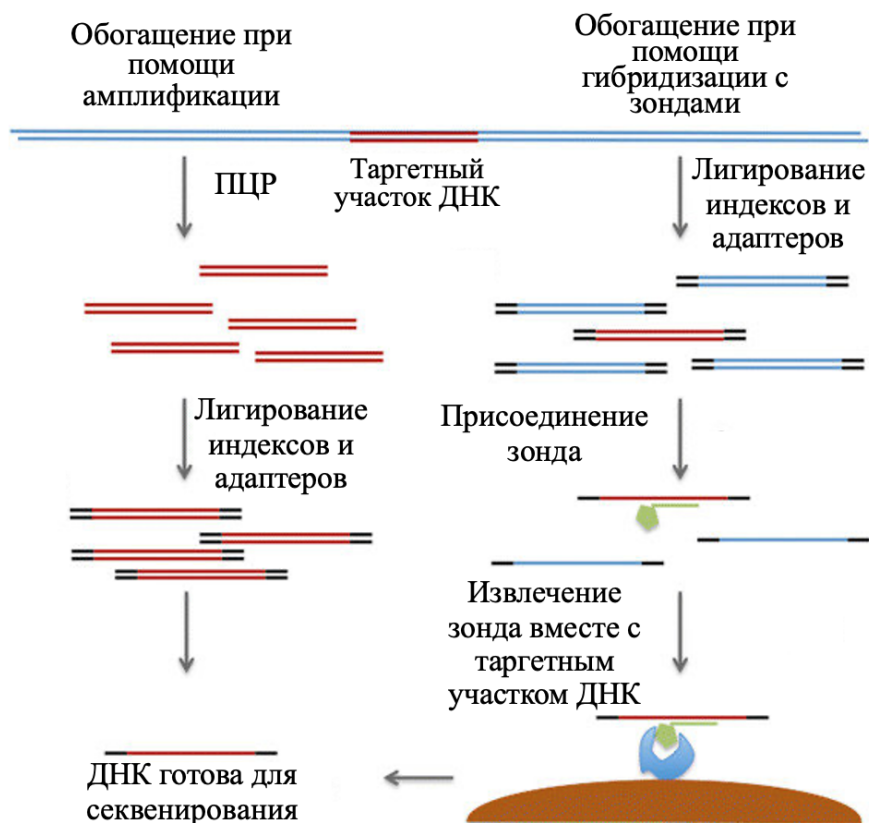 Обогащение при
помощи
амплификации
Обогащение при
помощи
гибридизации с
зондами
ПЦР
Таргетный
участок ДНК
Лигирование
индексов и
адаптеров
Лигирование
индексов и
адаптеров
Присоединение
зонда
Извлечение
зонда вместе с
таргетным
участком ДНК
ДНК готова для
секвенирования